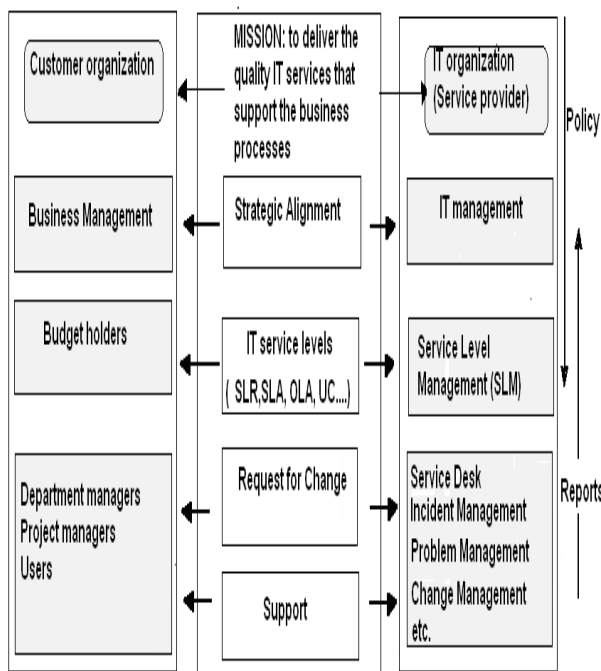 Customer organization
Business Management
Budget holders
Department managers
Project managers
Users
MISSION: to deliver the
quality IT services that
support the business
processes
Strategic Alignment
IT service levels
( SLR,SLA, OLA, UC....)
Request for Change
Support
IT organization
(Service provider)
IT management
Service Level
Management (SLM)
Service Desk
Incident Management
Problem Management
Change Management
etc.
Policy
Reports